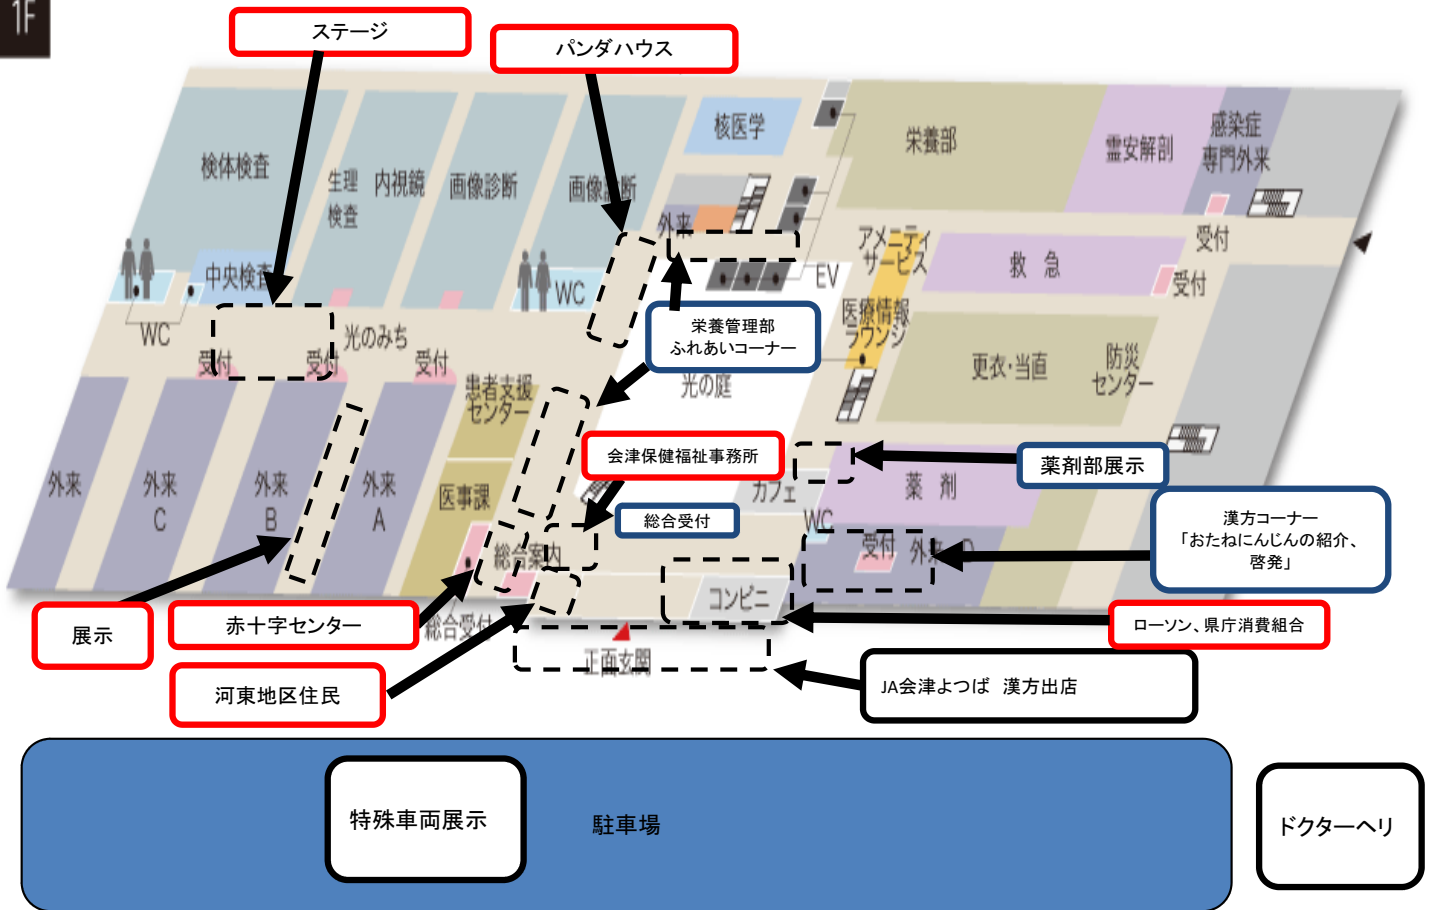 1F
ステージ
パンダハウス
核医学
栄養部
霊安解剖
感染症
専門外来
検体検査
生理
検査
内視鏡
画像診断
画像診断
外来
アメニティ
サービス
受付
救 急
受付
中央検査
WC
EV
医療情報
ラウンジ
栄養管理部
ふれあいコーナー
WC
光のみち
受付
受付
受付
患者支援
センター
光の庭
更衣・当直
防災
センター
会津保健福祉事務所
薬剤部展示
外来
外来
C
外来
B
外来
A
医事課
カフェ
薬 剤
総合受付
WC
漢方コーナー
「おたねにんじんの紹介、
啓発」
総合案内
受付
外来 D
コンビニ
展示
赤十字センター
総合受付
ローソン、県庁消費組合
正面玄関
河東地区住民
JA会津よつば 漢方出店
特殊車両展示
駐車場
ドクターヘリ